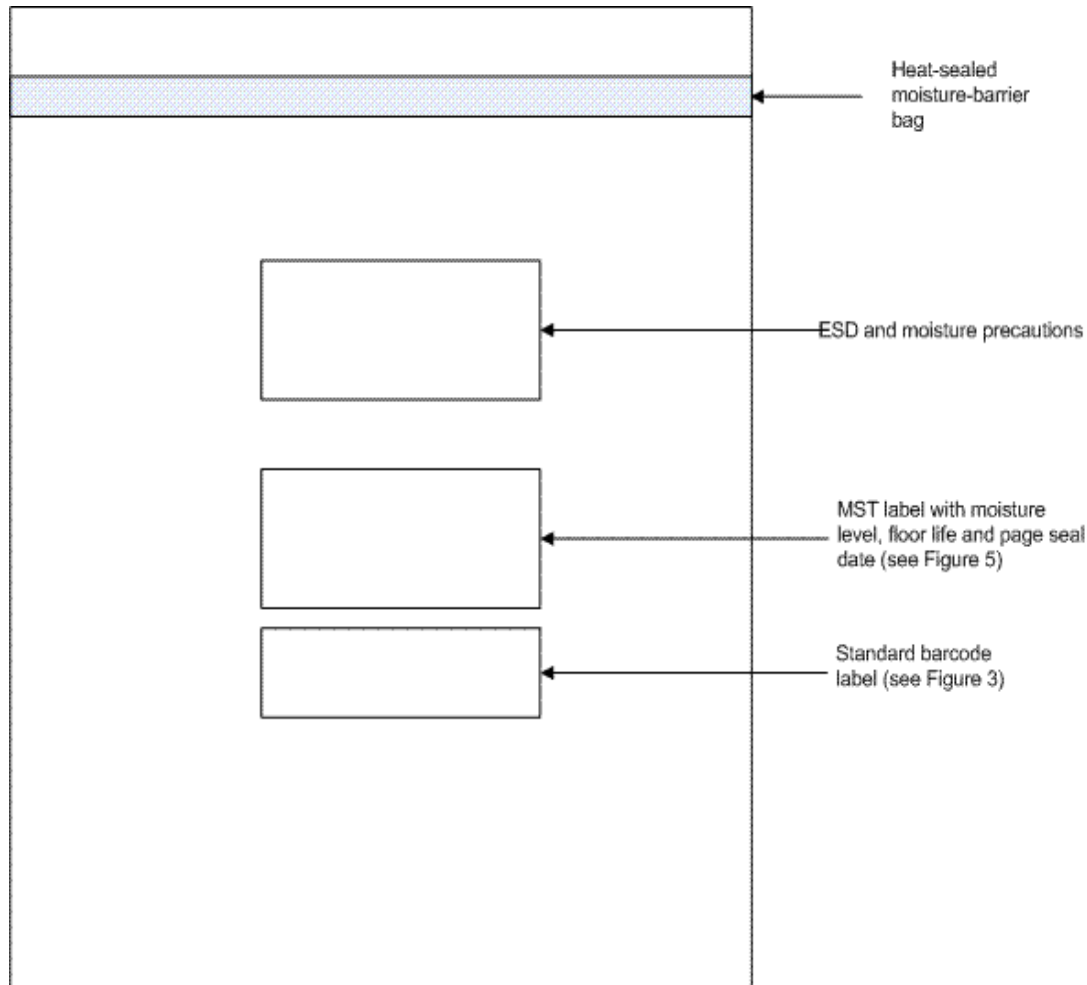 Heat-sealed
moisture-barrier
bag
ESD and moisture precautions
MST label with moisture
level, floor life and page seal
date (see Figure 5)
Standard barcode
label (see Figure 3)